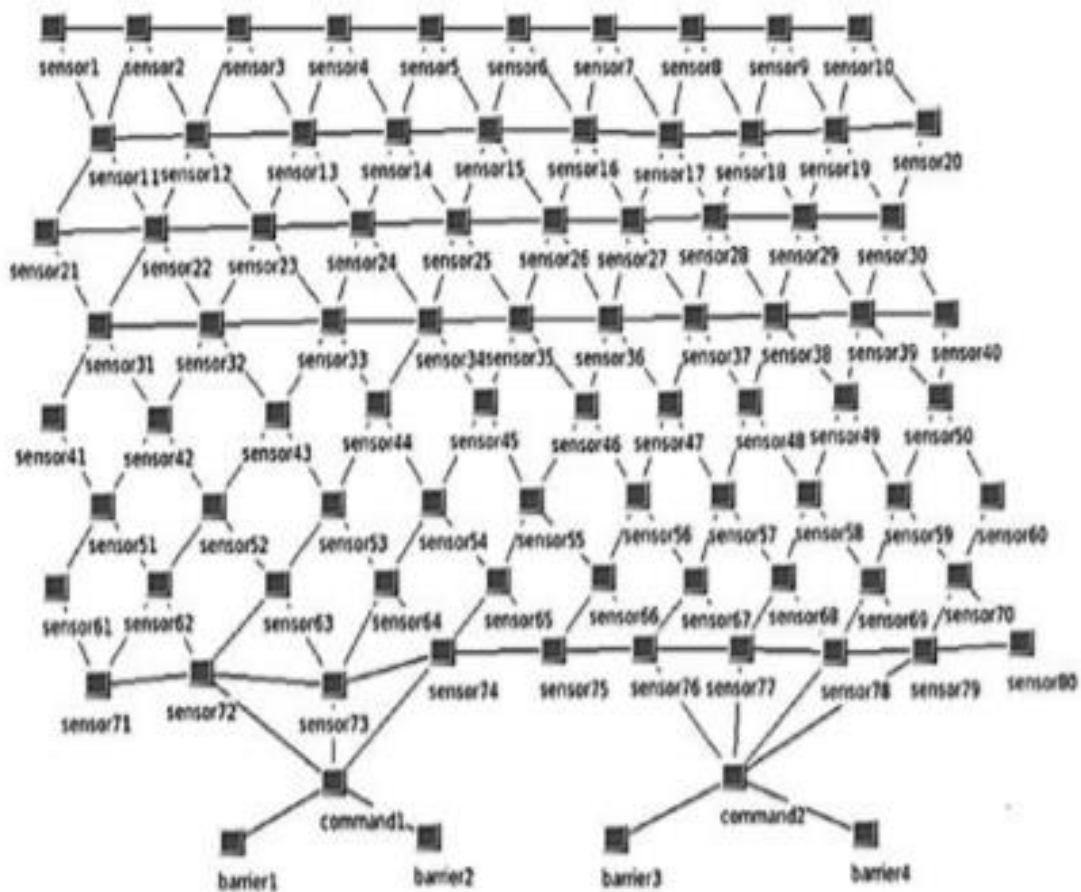 sensor1 sensor2 sensor3 sensor4 sensor5 sensor6 sensor7 sensor8 sensor9 sensor10
sensor11 sensor12 sensor13 sensor14 sensor15 sensor16 sensor17 sensor18 sensor19 sensor20
sensor21 sensor22 sensor23 sensor24 sensor25 sensor26 sensor27 sensor28 sensor29 sensor30
sensor31 sensor32 sensor33 sensor34 sensor35 sensor36 sensor37 sensor38 sensor39 sensor40
sensor41 sensor42 sensor43 sensor44 sensor45 sensor46 sensor47 sensor48 sensor49 sensor50
sensor51 sensor52 sensor53 sensor54 sensor55 sensor56 sensor57 sensor58 sensor59 sensor60
sensor61 sensor62 sensor63 sensor64 sensor65 sensor66 sensor67 sensor68 sensor69 sensor70
sensor71 sensor72 sensor73 sensor74 sensor75 sensor76 sensor77 sensor78 sensor79 sensor80
command1 command2
barrier1 barrier2 barrier3 barrier4